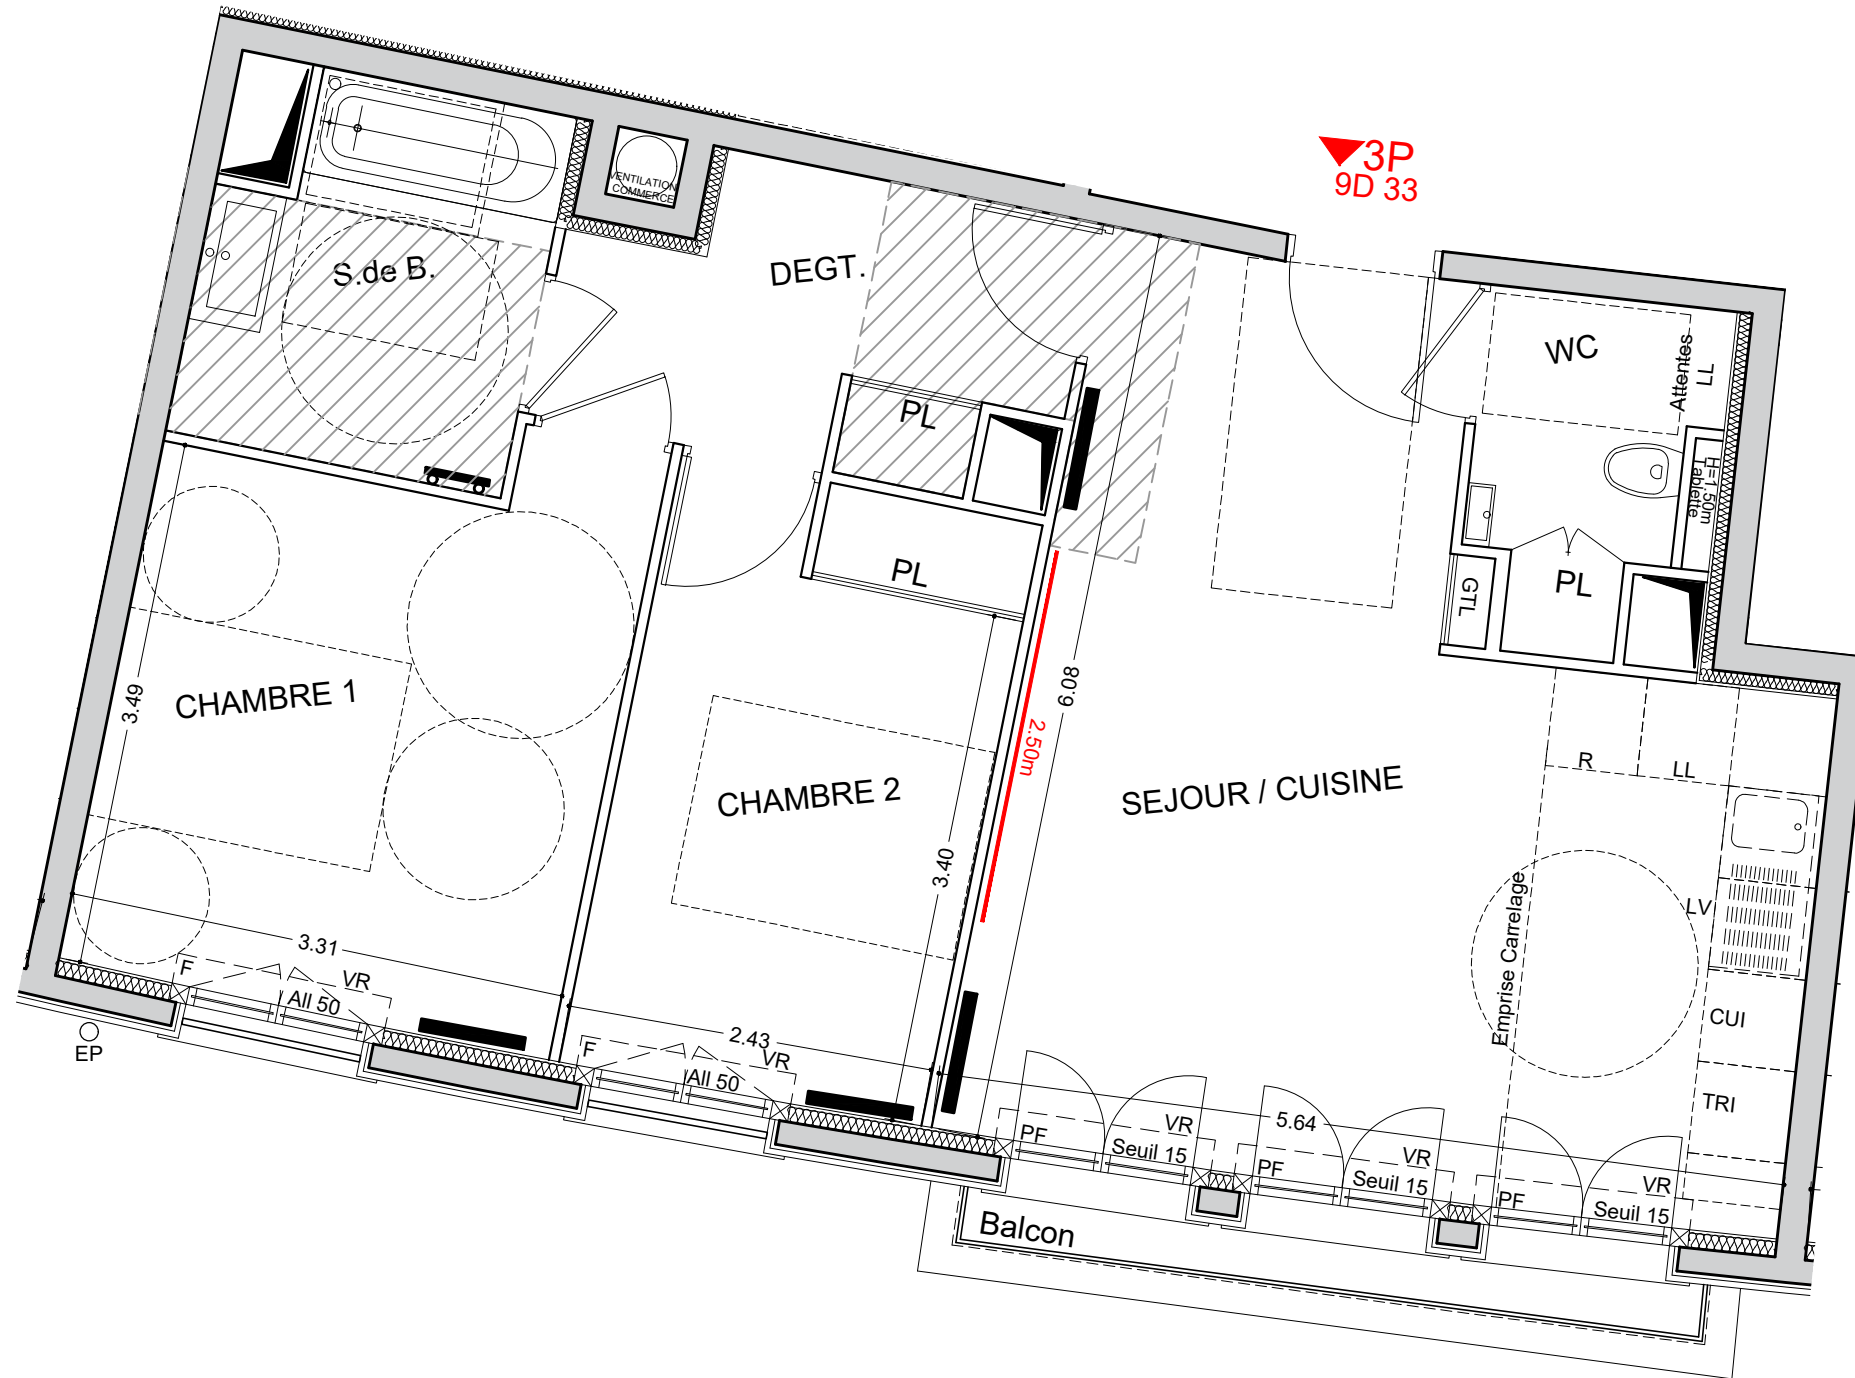 3P
9D 33
VENTILATION
COMMERCE
S.de B.
DEGT.
WC
Attentes
LL
PL
H=1.50m
Tablette
PL
PL
GTL
3.49
CHAMBRE 1
6.08
2.50m
CHAMBRE 2
SEJOUR / CUISINE
R
LL
3.40
Emprise Carrelage
LV
3.31
F
VR
All 50
CUI
EP
2.43
F
VR
All 50
TRI
5.64
PF
VR
Seuil 15
PF
VR
Seuil 15
PF
VR
Seuil 15
Balcon